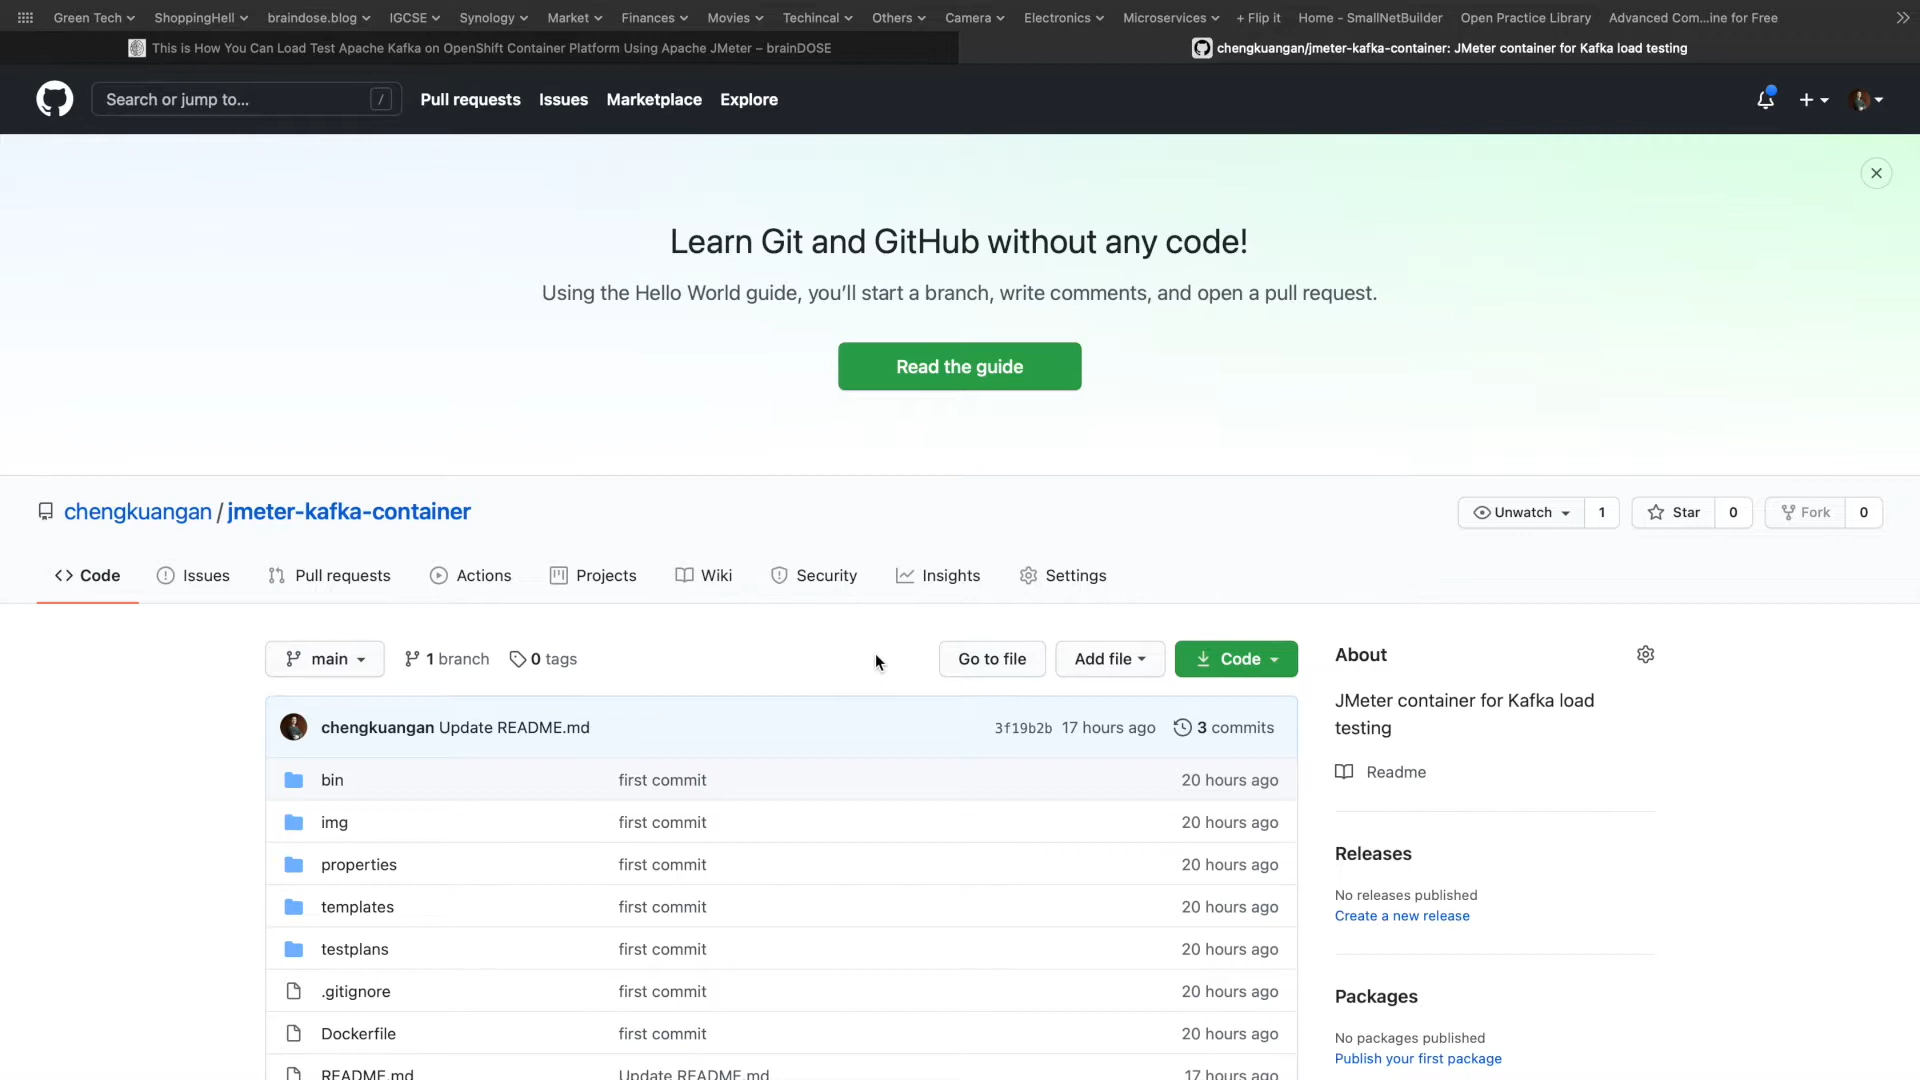 Green Tech ShoppingHell braindose.blog IGCSE Synology Market Finances Movies Techincal Others Camera Electronics Microservices + Flip it Home - SmallNetBuilder Open Practice Library Advanced Com...ine for Free
This is How You Can Load Test Apache Kafka on OpenShift Container Platform Using Apache JMeter – brainDOSE
chengkuangan/jmeter-kafka-container: JMeter container for Kafka load testing
Search or jump to... / Pull requests Issues Marketplace Explore
Learn Git and GitHub without any code!
Using the Hello World guide, you’ll start a branch, write comments, and open a pull request.
Read the guide
chengkuangan / jmeter-kafka-container
Unwatch 1 Star 0 Fork 0
Code Issues Pull requests Actions Projects Wiki Security Insights Settings
main 1 branch 0 tags Go to file Add file Code
chengkuangan Update README.md 3f19b2b 17 hours ago 3 commits
bin first commit 20 hours ago
img first commit 20 hours ago
properties first commit 20 hours ago
templates first commit 20 hours ago
testplans first commit 20 hours ago
.gitignore first commit 20 hours ago
Dockerfile first commit 20 hours ago
README.md Update README.md 17 hours ago
About
JMeter container for Kafka load
testing
Readme
Releases
No releases published
Create a new release
Packages
No packages published
Publish your first package